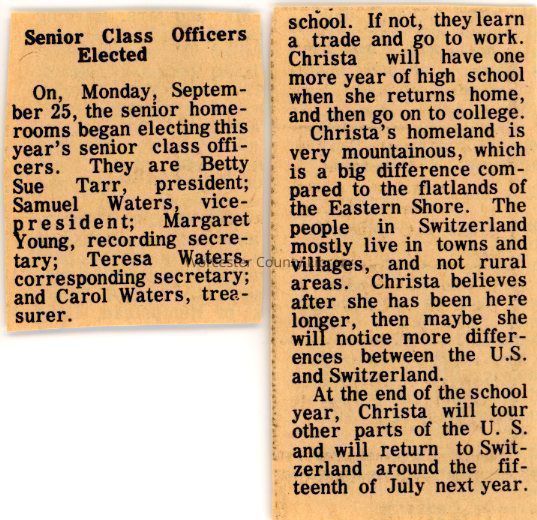 Senior Class Officers
Elected
On, Monday, Septem-
ber 25, the senior home-
rooms began electing this
year's senior class offi-
cers. They are Betty
Sue Tarr, president;
Samuel Waters, vice-
president; Margaret
Young, recording secre-
tary; Teresa Waters,
corresponding secretary;
and Carol Waters, trea-
surer.
school. If not, they learn
a trade and go to work.
Christa will have one
more year of high school
when she returns home,
and then go on to college.
Christa's homeland is
very mountainous, which
is a big difference com-
pared to the flatlands of
the Eastern Shore. The
people in Switzerland
mostly live in towns and
villages, and not rural
areas. Christa believes
after she has been here
longer, then maybe she
will notice more differ-
ences between the U.S.
and Switzerland.
At the end of the school
year, Christa will tour
other parts of the U. S.
and will return to Swit-
zerland around the fif-
teenth of July next year.